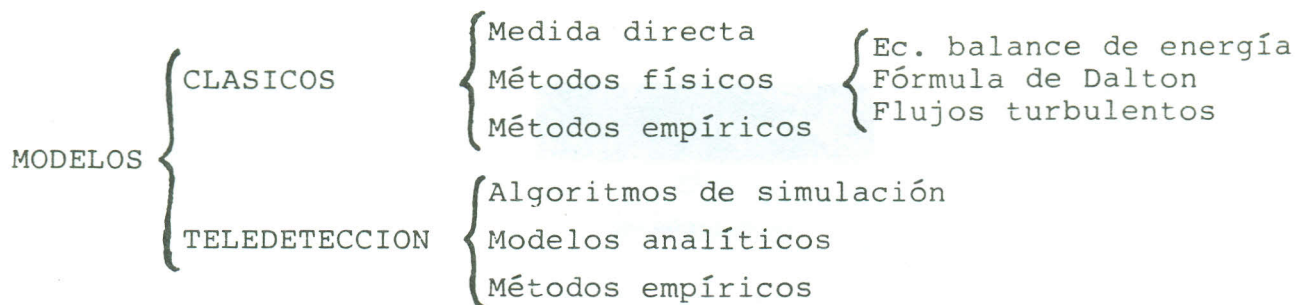 MODELOS
CLASICOS
Medida directa
Métodos físicos
Ec. balance de energía
Fórmula de Dalton
Flujos turbulentos
Métodos empíricos
TELEDETECCION
Algoritmos de simulación
Modelos analíticos
Métodos empíricos